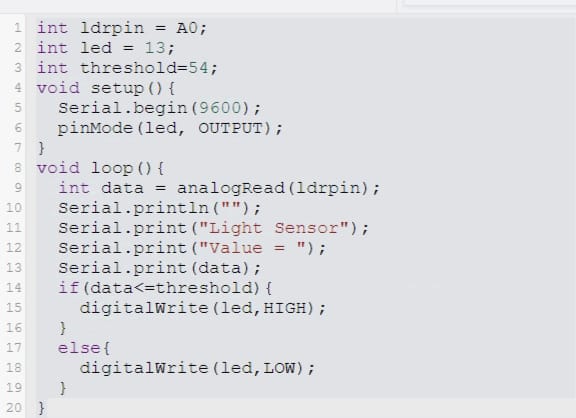 1 int ldrpin = A0;
2 int led = 13;
3 int threshold=54;
4 void setup(){
5   Serial.begin(9600);
6   pinMode(led, OUTPUT);
7 }
8 void loop(){
9   int data = analogRead(ldrpin);
10   Serial.println("");
11   Serial.print("Light Sensor");
12   Serial.print("Value = ");
13   Serial.print(data);
14   if(data<=threshold){
15     digitalWrite(led,HIGH);
16   }
17   else{
18     digitalWrite(led,LOW);
19   }
20 }